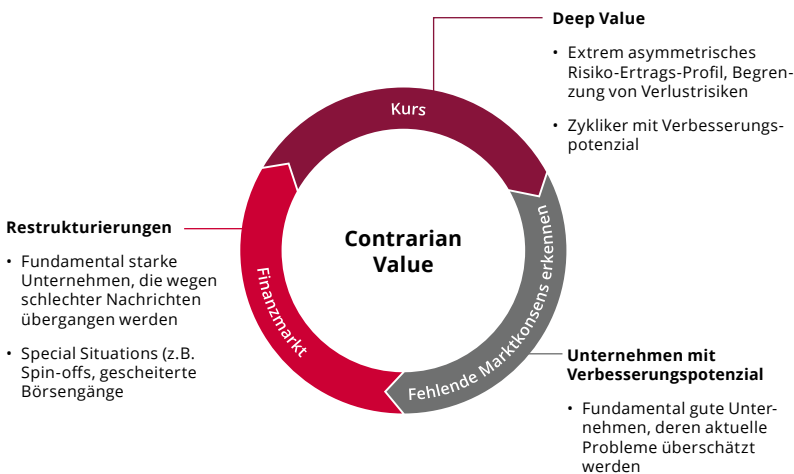 Deep Value
• Extrem asymmetrisches
Risiko-Ertrags-Profil, Begren-
zung von Verlustrisiken
• Zykliker mit Verbesserungs-
potenzial
Kurs
Restrukturierungen
• Fundamental starke
Unternehmen, die wegen
schlechter Nachrichten
übergangen werden
• Special Situations (z.B.
Spin-offs, gescheiterte
Börsengänge
Contrarian
Value
Finanzmarkt
Fehlende Marktkonsens erkennen
Unternehmen mit
Verbesserungspotenzial
• Fundamental gute Unter-
nehmen, deren aktuelle
Probleme überschätzt
werden